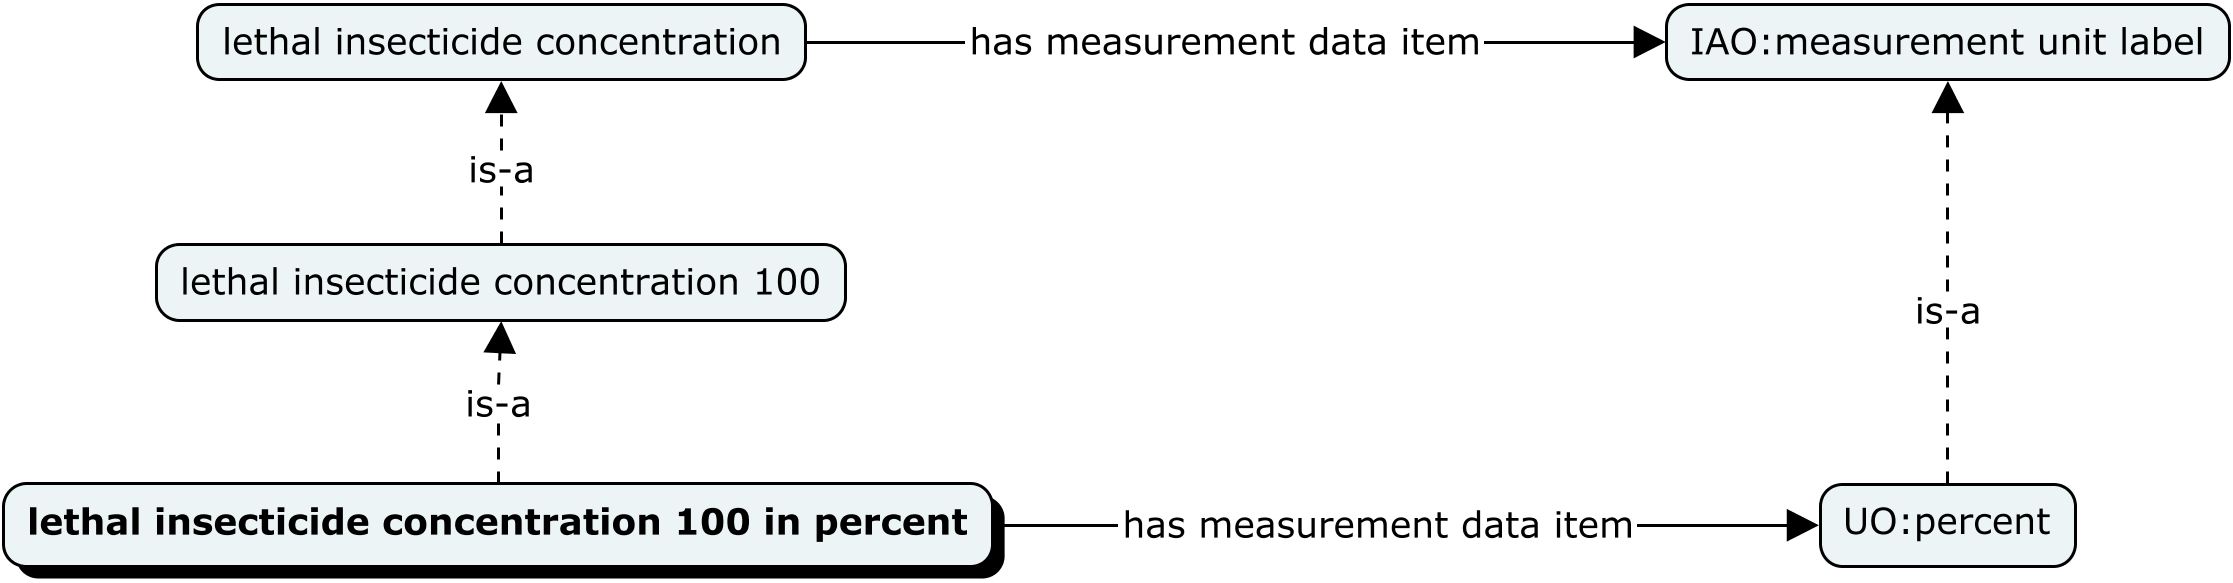 lethal insecticide concentration
has measurement data item
IAO:measurement unit label
is-a
lethal insecticide concentration 100
is-a
is-a
lethal insecticide concentration 100 in percent
has measurement data item
UO:percent